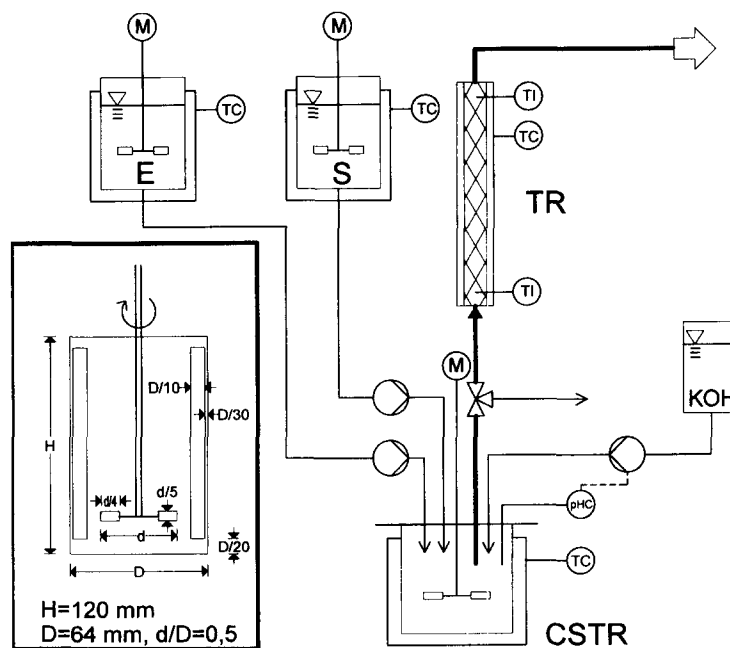 M
M
TI
TC
TC
TC
E
S
TR
TI
M
KOH
D/10
D/30
H
d/4
d/5
d
D/20
D
pHC
TC
H=120 mm
D=64 mm, d/D=0,5
CSTR